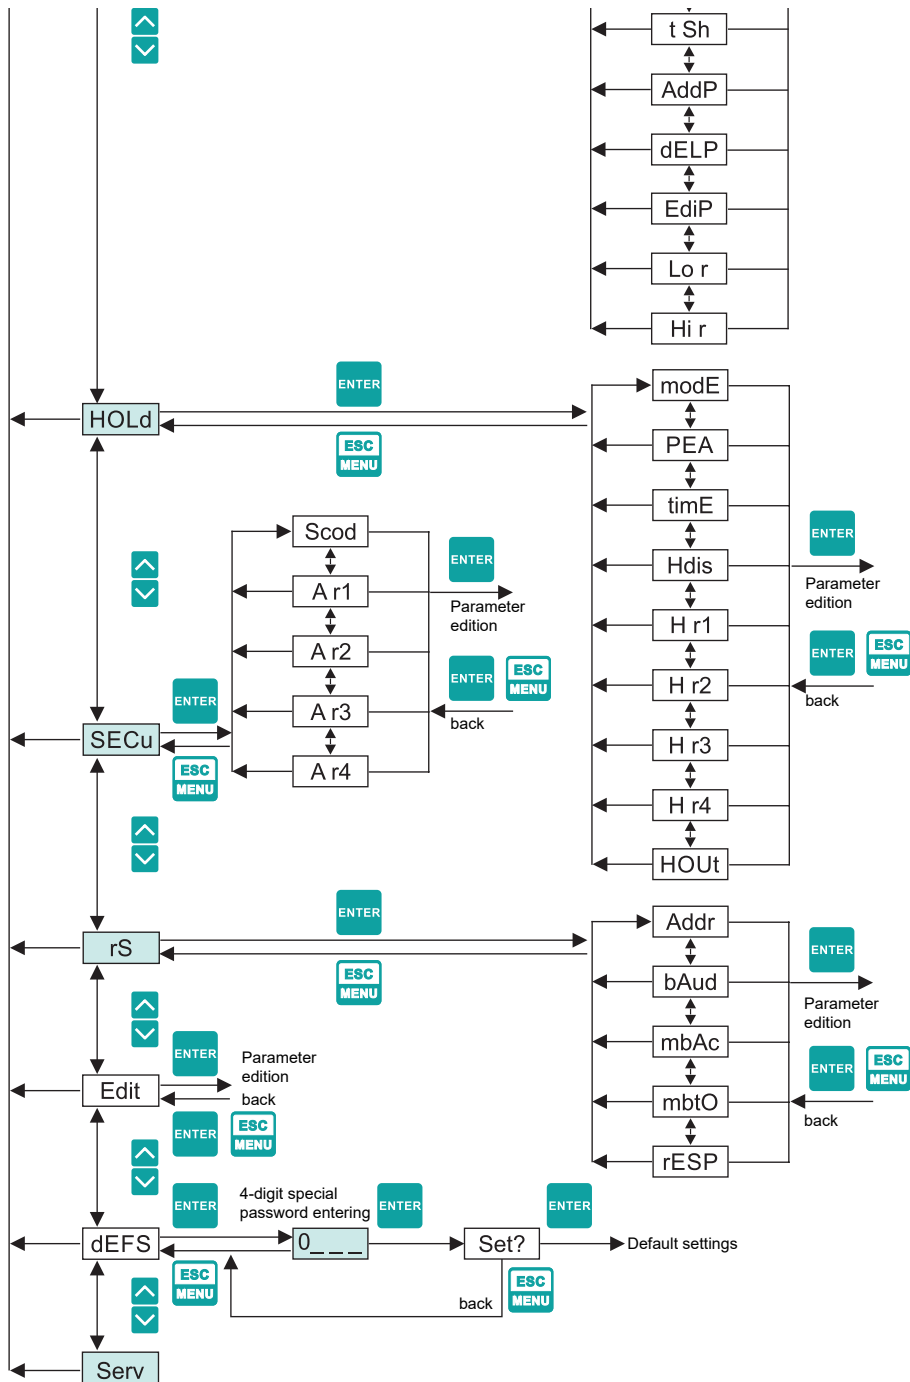 t Sh
AddP
dELP
EdiP
Lo r
Hi r
ENTER
HOLd
ESC
MENU
modE
PEA
timE
Hdis
H r1
H r2
H r3
H r4
HOUt
ENTER
Parameter
edition
ENTER
ESC
MENU
back
Scod
A r1
A r2
A r3
A r4
ENTER
Parameter
edition
ENTER
ESC
MENU
back
ENTER
SECu
ESC
MENU
ENTER
rS
ESC
MENU
Addr
bAud
mbAc
mbtO
rESP
ENTER
Parameter
edition
ENTER
ESC
MENU
back
ENTER
Parameter
edition
Edit
back
ENTER
ESC
MENU
ENTER
4-digit special
password entering
ENTER
ENTER
dEFS
0_ _ _
Set?
Default settings
ESC
MENU
ESC
MENU
back
Serv